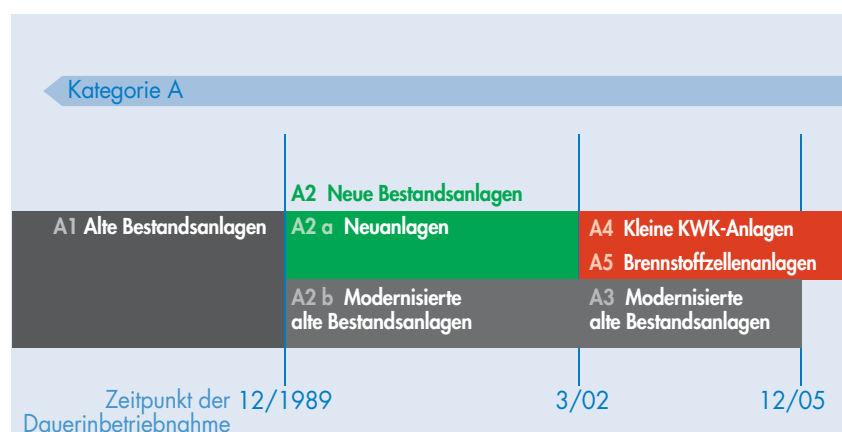 Kategorie A
A2 Neue Bestandsanlagen
A1 Alte Bestandsanlagen
A2 a Neuanlagen
A4 Kleine KWK-Anlagen
A5 Brennstoffzellenanlagen
A2 b Modernisierte
alte Bestandsanlagen
A3 Modernisierte
alte Bestandsanlagen
Zeitpunkt der
Dauerinbetriebnahme
12/1989
3/02
12/05